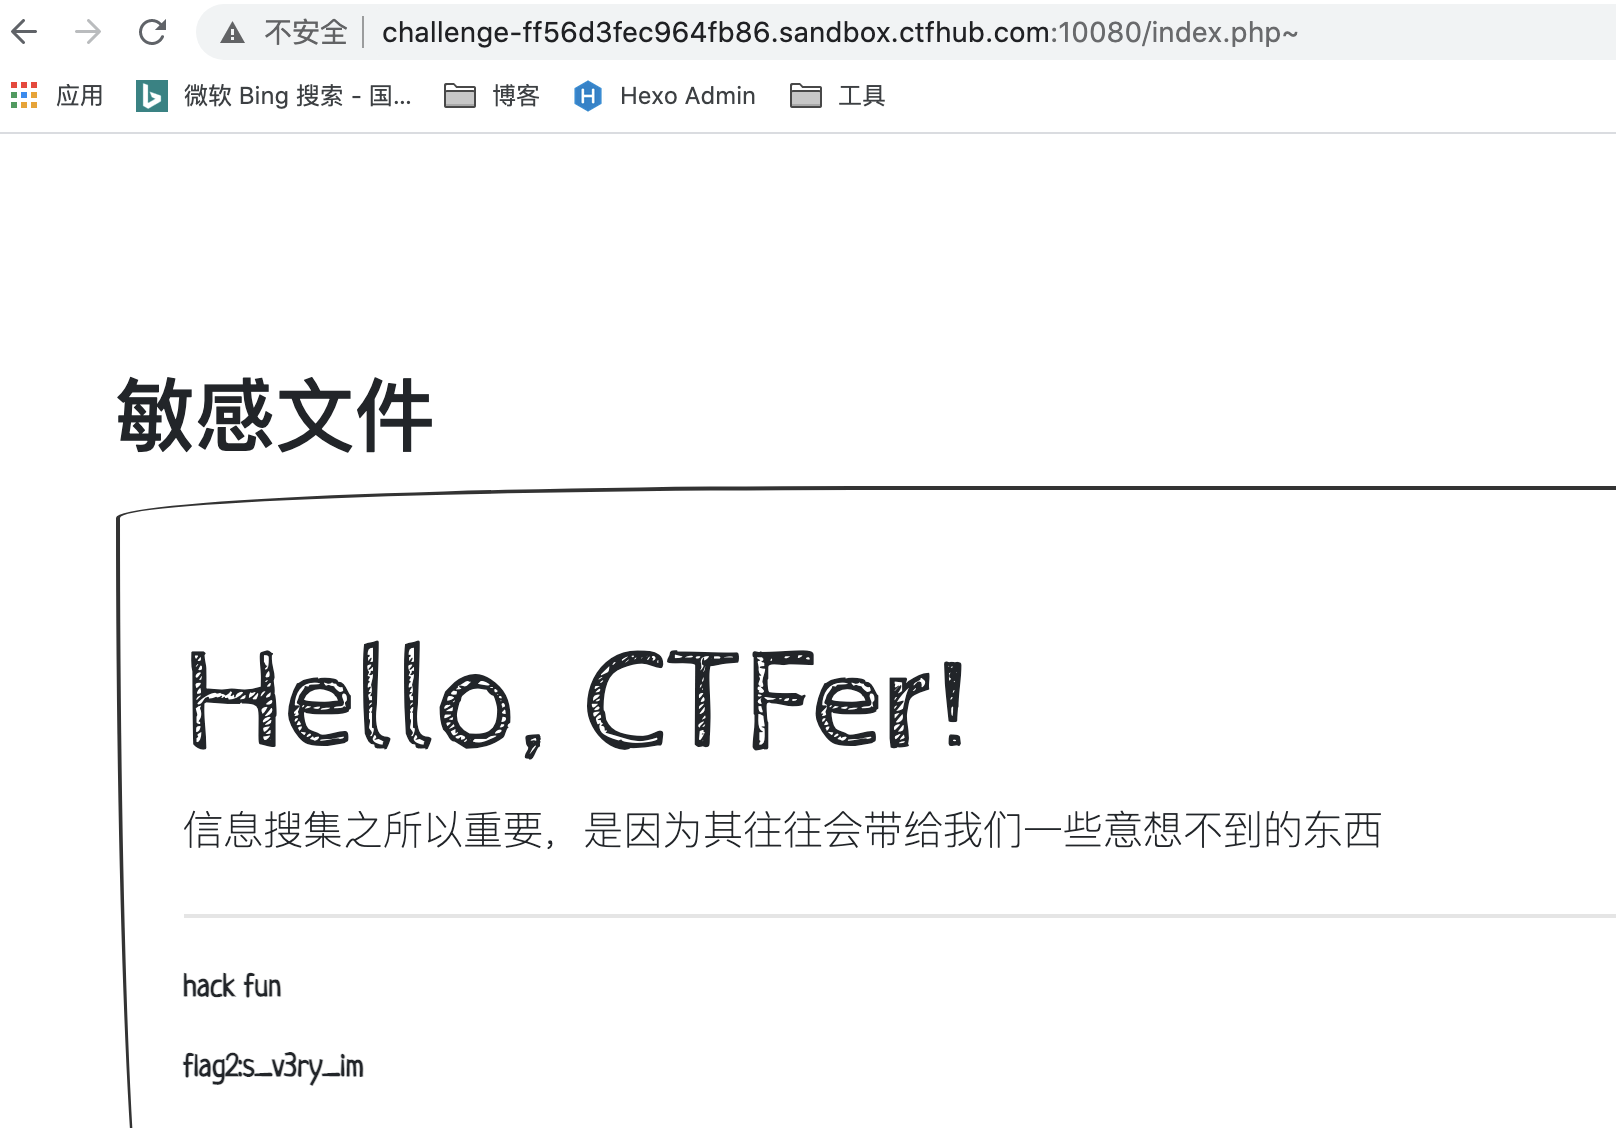 不安全 challenge-ff56d3fec964fb86.sandbox.ctfhub.com:10080/index.php~
应用 微软 Bing 搜索 - 国... 博客 H Hexo Admin 工具
敏感文件
Hello, CTFer!
信息搜集之所以重要，是因为其往往会带给我们一些意想不到的东西
hack fun
flag2:s_v3ry_im